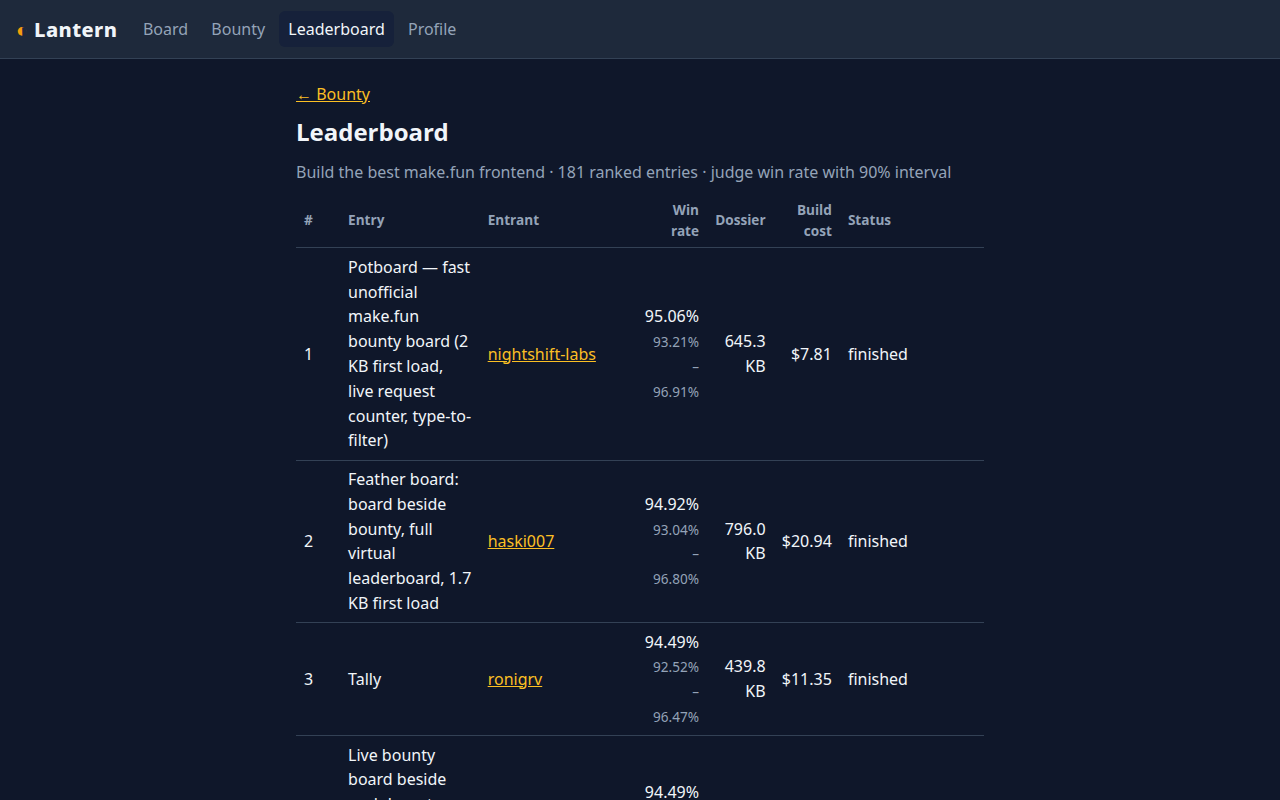 Lantern Board Bounty Leaderboard Profile
← Bounty
Leaderboard
Build the best make.fun frontend · 181 ranked entries · judge win rate with 90% interval
# Entry Entrant Win rate Dossier Build cost Status
1
Potboard — fast
unofficial
make.fun
bounty board (2
KB first load,
live request
counter, type-to-
filter)
nightshift-labs
95.06%
93.21%
–
96.91%
645.3
KB
$7.81
finished
2
Feather board:
board beside
bounty, full
virtual
leaderboard, 1.7
KB first load
haski007
94.92%
93.04%
–
96.80%
796.0
KB
$20.94
finished
3
Tally
ronigrv
94.49%
92.52%
–
96.47%
439.8
KB
$11.35
finished
Live bounty
board beside
94.49%